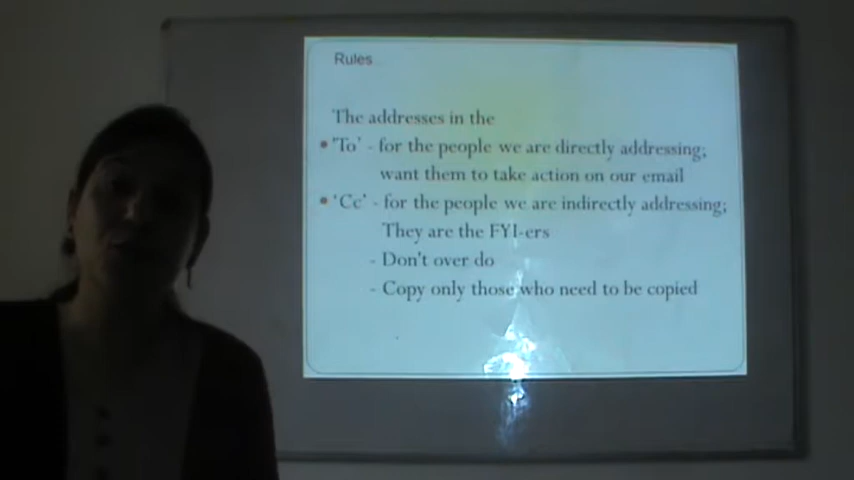 Rules
The addresses in the
• 'To' - for the people we are directly addressing;
want them to take action on our email
• 'Cc' - for the people we are indirectly addressing;
They are the FYI-ers
- Don't over do
- Copy only those who need to be copied